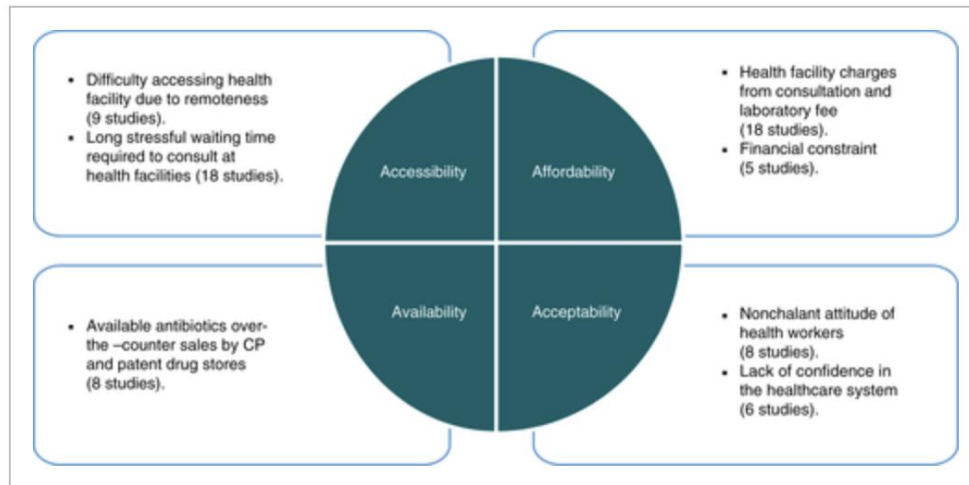 ▪ Difficulty accessing health
facility due to remoteness
(9 studies).
▪ Long stressful waiting time
required to consult at
health facilities (18 studies).
Accessibility
Affordability
▪ Health facility charges
from consultation and
laboratory fee
(18 studies).
▪ Financial constraint
(5 studies).
▪ Available antibiotics over-
the –counter sales by CP
and patent drug stores
(8 studies).
Availability
Acceptability
▪ Nonchalant attitude of
health workers
(8 studies).
▪ Lack of confidence in
the healthcare system
(6 studies).